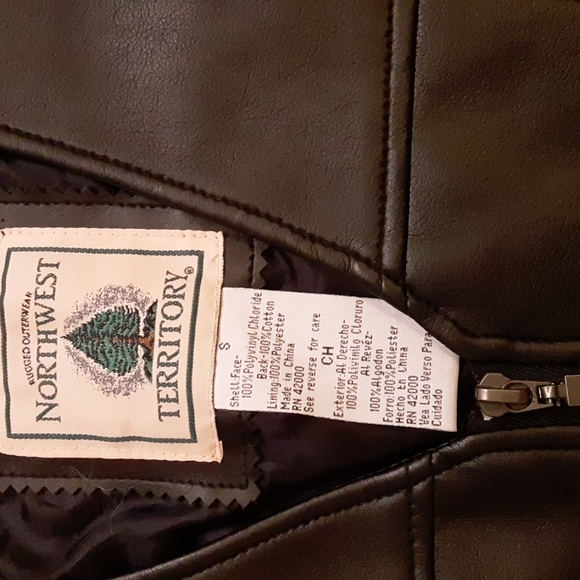 RUGGED OUTERWEAR
NORTHWEST
TERRITORY®
S
Shell:Face-
100%Polyvinyl Chloride
Back-100%Cotton
Lining:100%Polyester
Made in China
RN 42000
See reverse for care
CH
Exterior:Al Derecho-
100%Polivinilo Cloruro
Al Revez-
100%Algodon
Forro:100%Poliester
Hecho En China
RN 42000
Vea Lado Verso Para
Cuidado